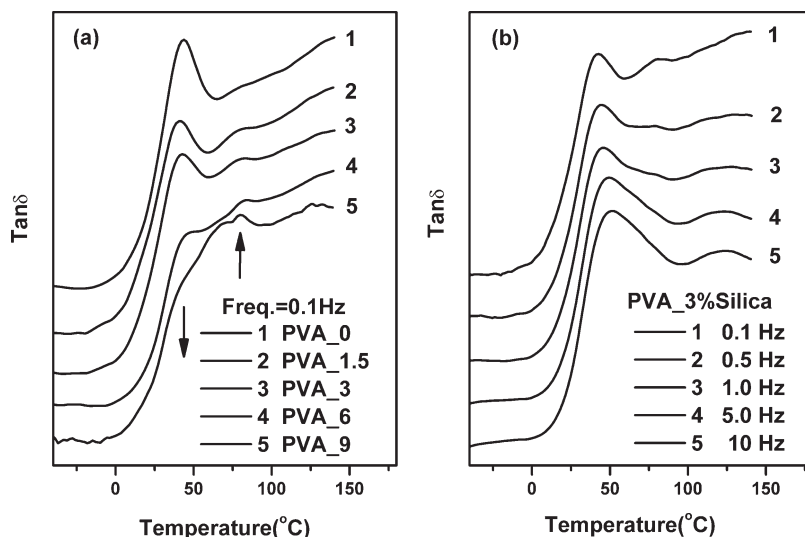 (a)
1
2
3
4
5
Tanδ
Freq.=0.1Hz
1 PVA_0
2 PVA_1.5
3 PVA_3
4 PVA_6
5 PVA_9
0 50 100 150
Temperature(°C)
(b)
1
2
3
4
5
Tanδ
PVA_3%Silica
1 0.1 Hz
2 0.5 Hz
3 1.0 Hz
4 5.0 Hz
5 10 Hz
0 50 100 150
Temperature(°C)